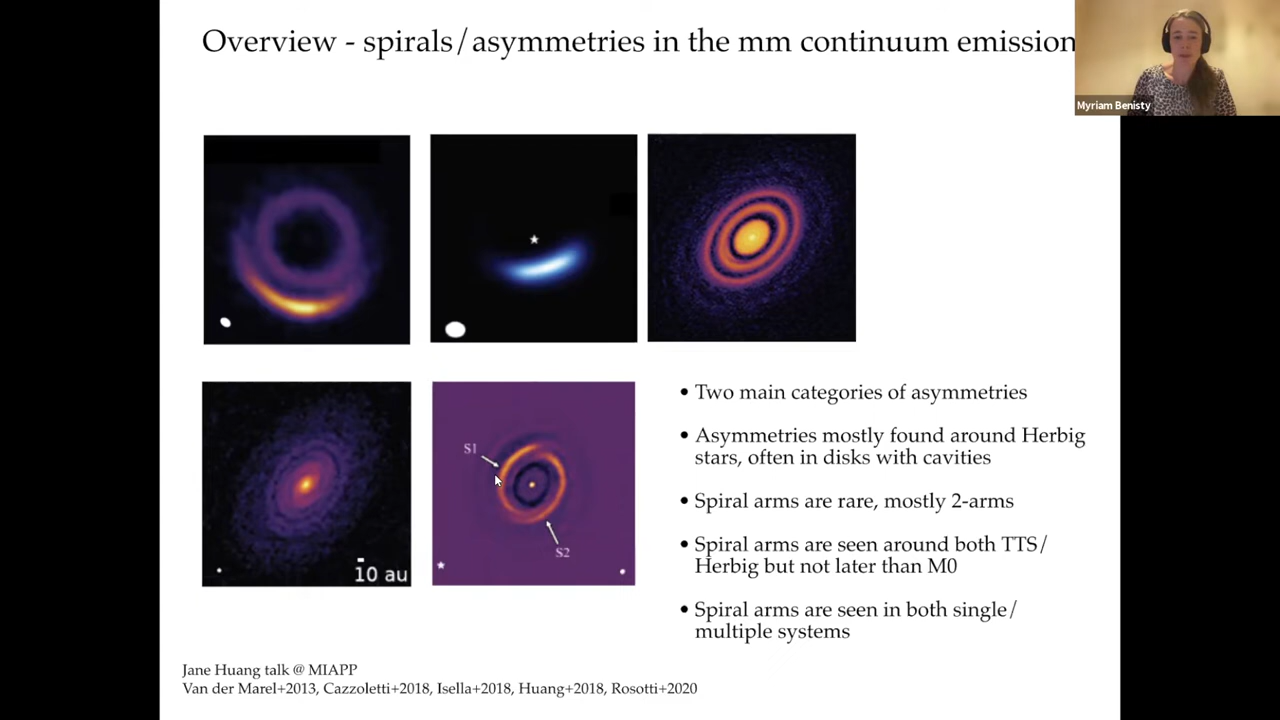 Overview - spirals/asymmetries in the mm continuum emission
Myriam Benisty
S1
S2
10 au
• Two main categories of asymmetries
• Asymmetries mostly found around Herbig
stars, often in disks with cavities
• Spiral arms are rare, mostly 2-arms
• Spiral arms are seen around both TTS/
Herbig but not later than M0
• Spiral arms are seen in both single/
multiple systems
Jane Huang talk @ MIAPP
Van der Marel+2013, Cazzoletti+2018, Isella+2018, Huang+2018, Rosotti+2020